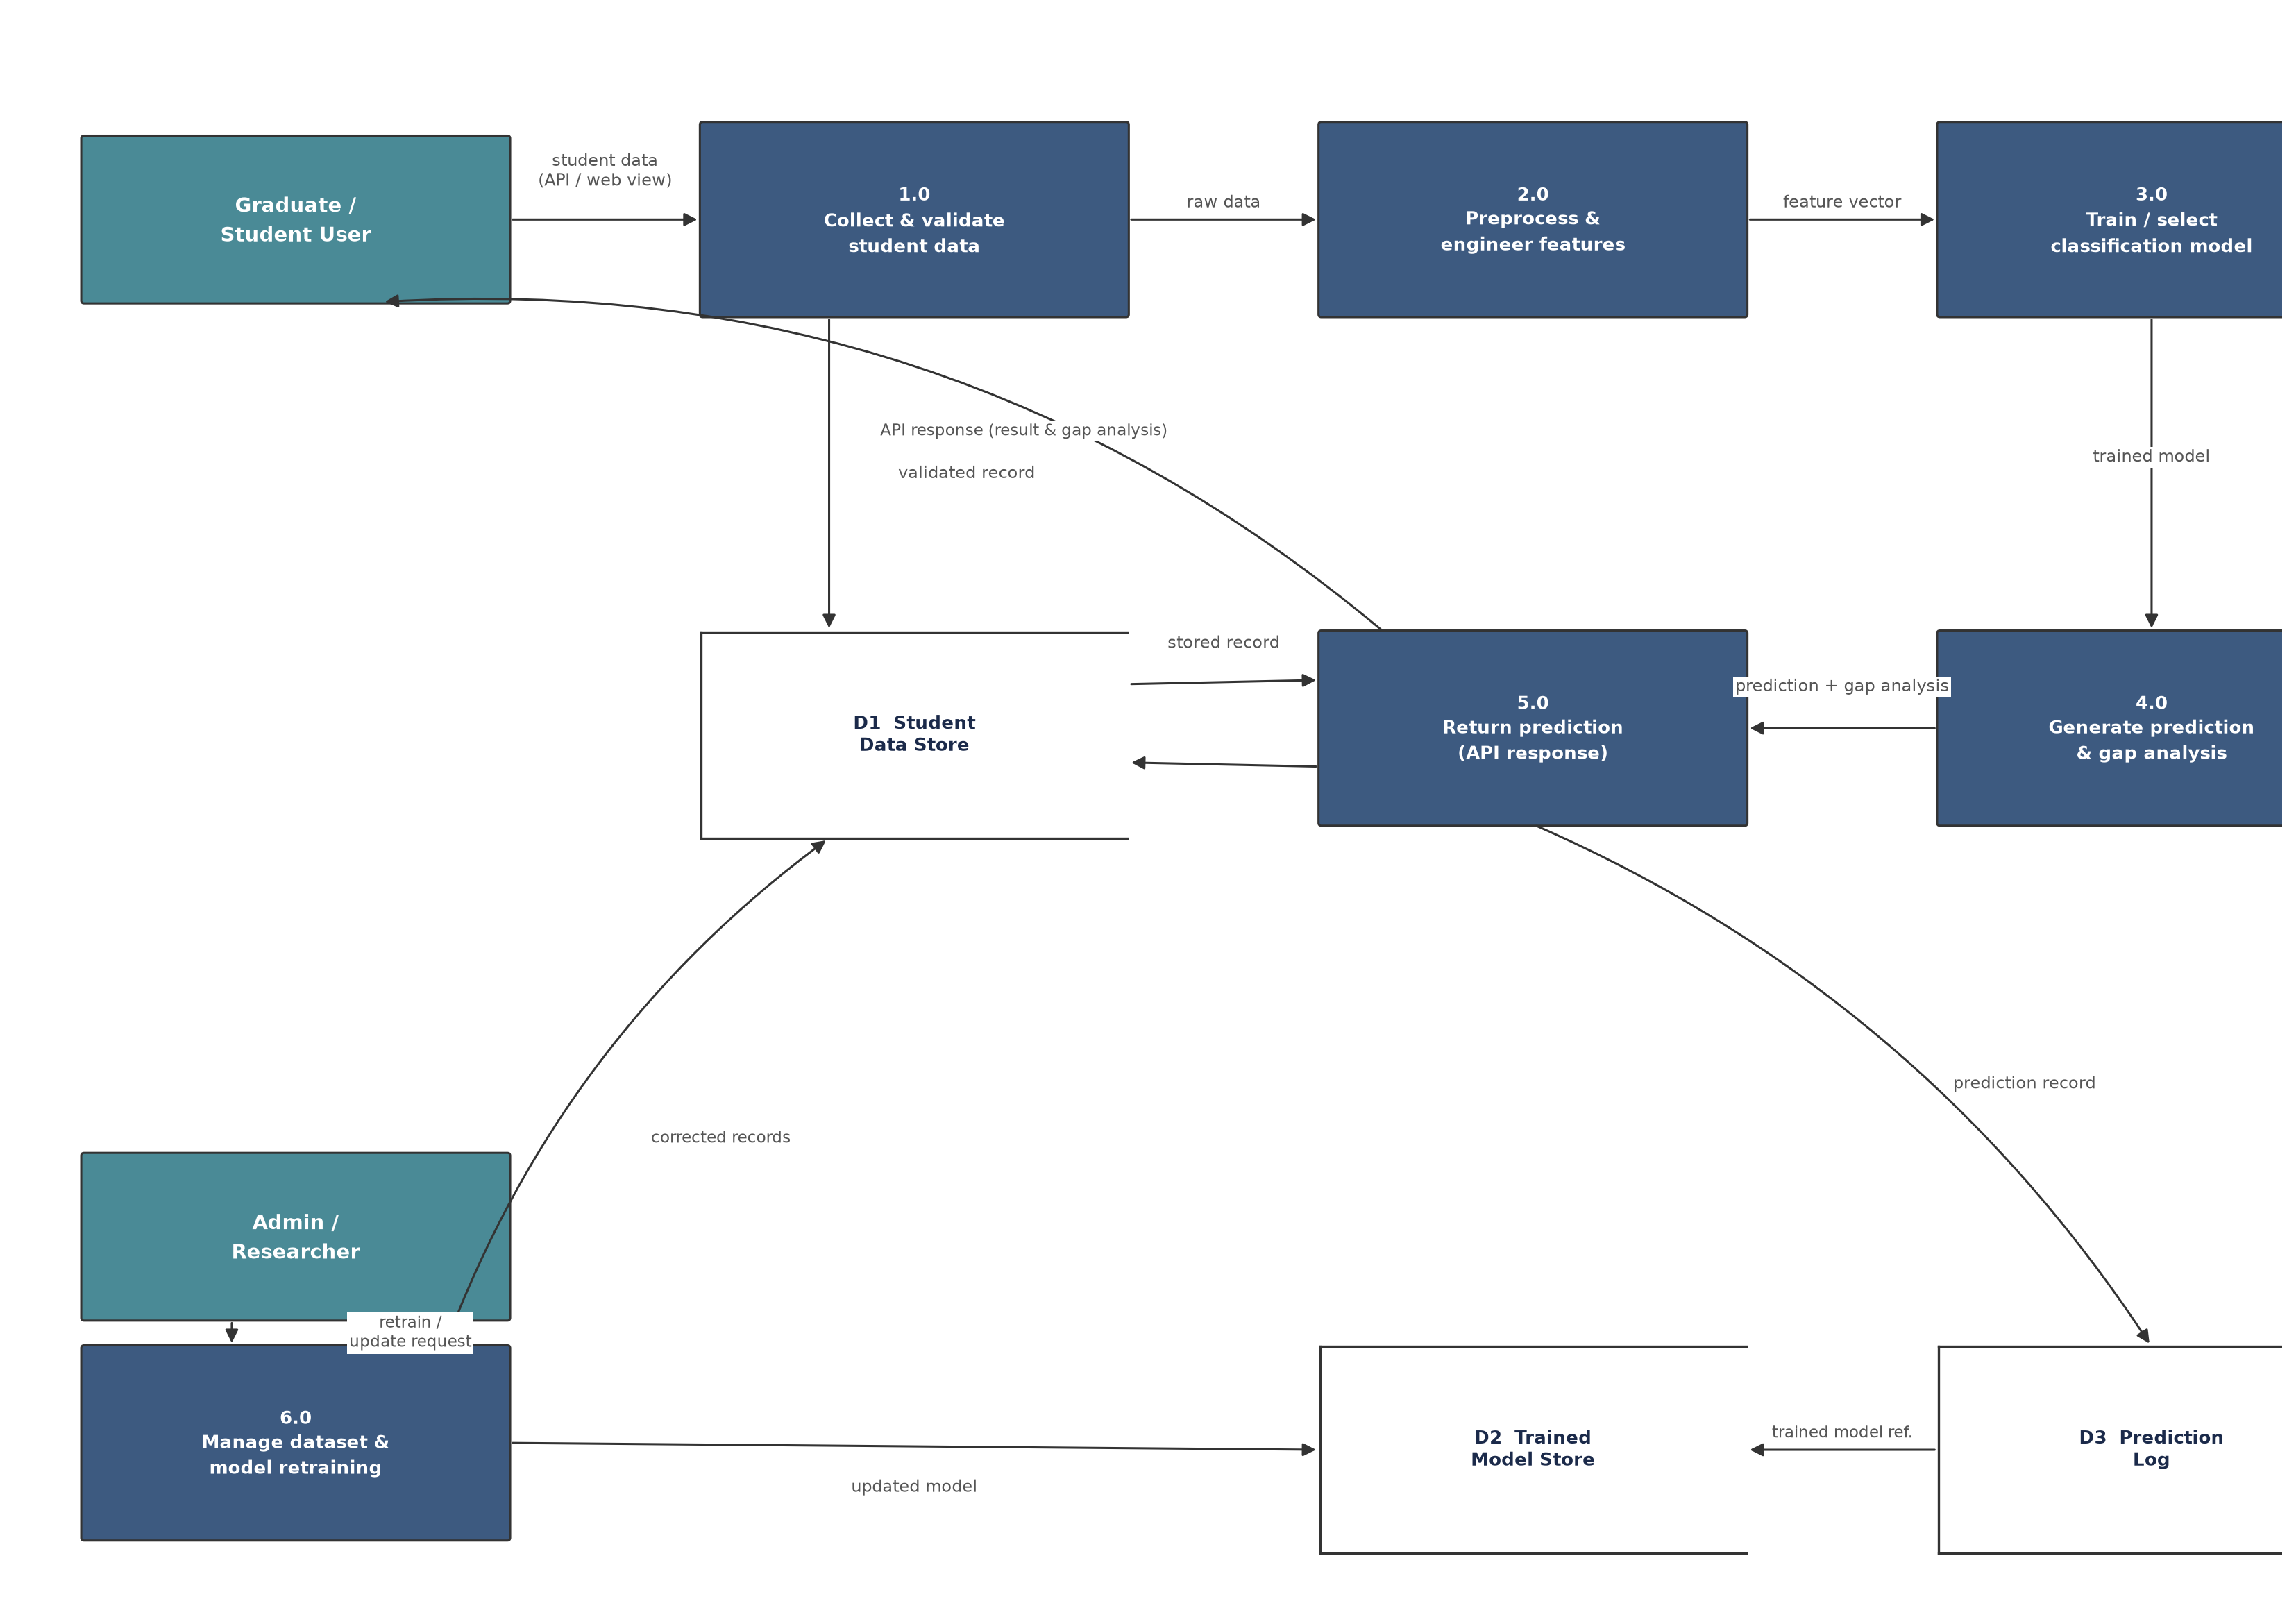 Graduate /
Student User
student data
(API / web view)
1.0
Collect & validate
student data
raw data
2.0
Preprocess &
engineer features
feature vector
3.0
Train / select
classification model
API response (result & gap analysis)
validated record
trained model
D1  Student
Data Store
stored record
5.0
Return prediction
(API response)
prediction + gap analysis
4.0
Generate prediction
& gap analysis
prediction record
corrected records
Admin /
Researcher
retrain /
update request
6.0
Manage dataset &
model retraining
updated model
D2  Trained
Model Store
trained model ref.
D3  Prediction
Log